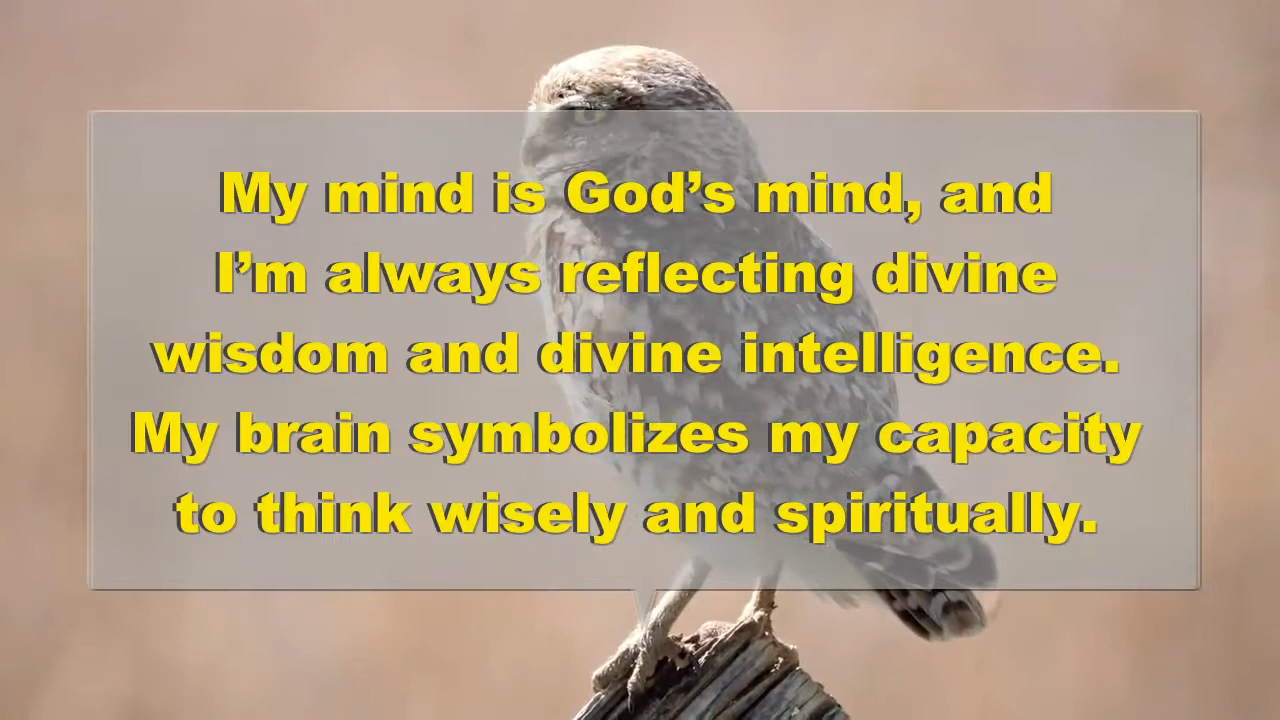 My mind is God’s mind, and
I’m always reflecting divine
wisdom and divine intelligence.
My brain symbolizes my capacity
to think wisely and spiritually.